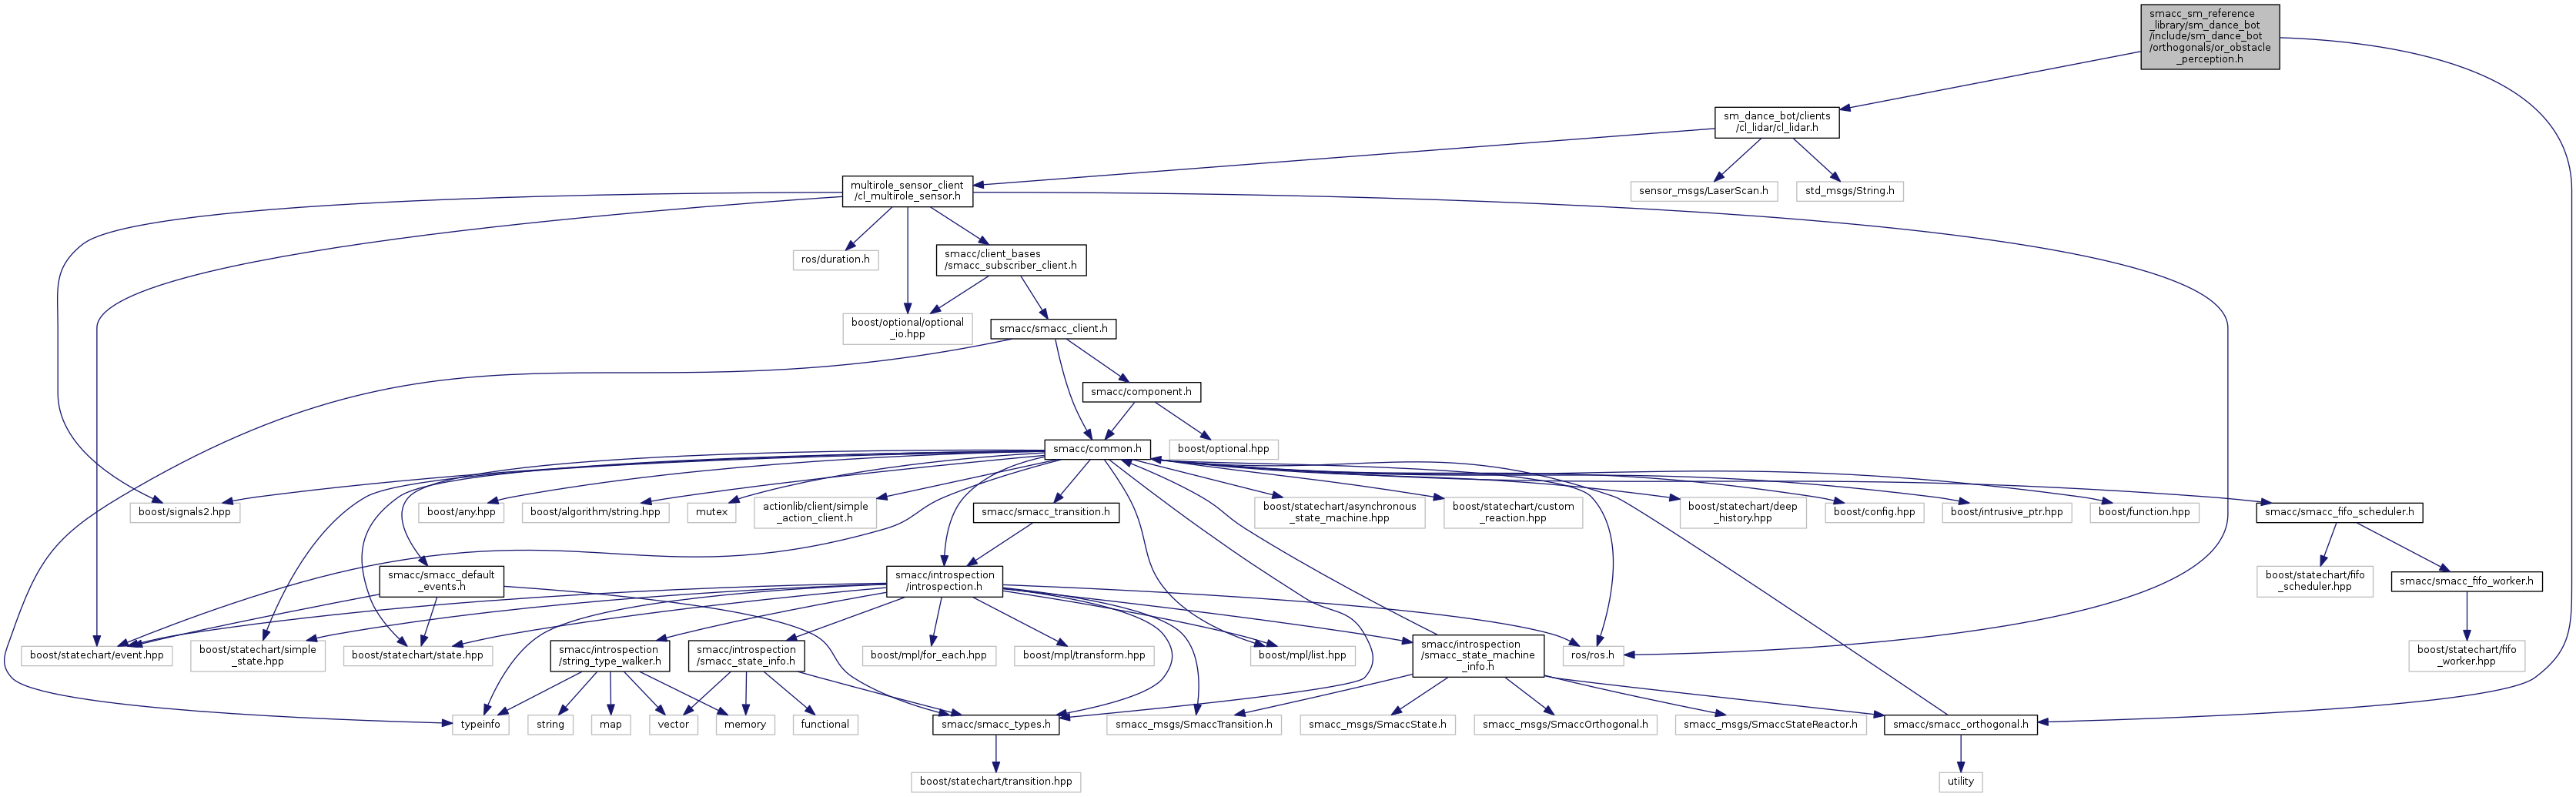 smacc_sm_reference
_library/sm_dance_bot
/include/sm_dance_bot
/orthogonals/or_obstacle
_perception.h
sm_dance_bot/clients
/cl_lidar/cl_lidar.h
multirole_sensor_client
/cl_multirole_sensor.h
sensor_msgs/LaserScan.h
std_msgs/String.h
ros/duration.h
smacc/client_bases
/smacc_subscriber_client.h
boost/optional/optional
_io.hpp
smacc/smacc_client.h
smacc/component.h
smacc/common.h
boost/optional.hpp
boost/signals2.hpp
boost/any.hpp
boost/algorithm/string.hpp
mutex
actionlib/client/simple
_action_client.h
smacc/smacc_transition.h
boost/statechart/asynchronous
_state_machine.hpp
boost/statechart/custom
_reaction.hpp
boost/statechart/deep
_history.hpp
boost/config.hpp
boost/intrusive_ptr.hpp
boost/function.hpp
smacc/smacc_fifo_scheduler.h
smacc/smacc_default
_events.h
smacc/introspection
/introspection.h
boost/statechart/fifo
_scheduler.hpp
smacc/smacc_fifo_worker.h
boost/statechart/event.hpp
boost/statechart/simple
_state.hpp
boost/statechart/state.hpp
smacc/introspection
/string_type_walker.h
smacc/introspection
/smacc_state_info.h
boost/mpl/for_each.hpp
boost/mpl/transform.hpp
boost/mpl/list.hpp
smacc/introspection
/smacc_state_machine
_info.h
ros/ros.h
boost/statechart/fifo
_worker.hpp
typeinfo
string
map
vector
memory
functional
smacc/smacc_types.h
smacc_msgs/SmaccTransition.h
smacc_msgs/SmaccState.h
smacc_msgs/SmaccOrthogonal.h
smacc_msgs/SmaccStateReactor.h
smacc/smacc_orthogonal.h
boost/statechart/transition.hpp
utility